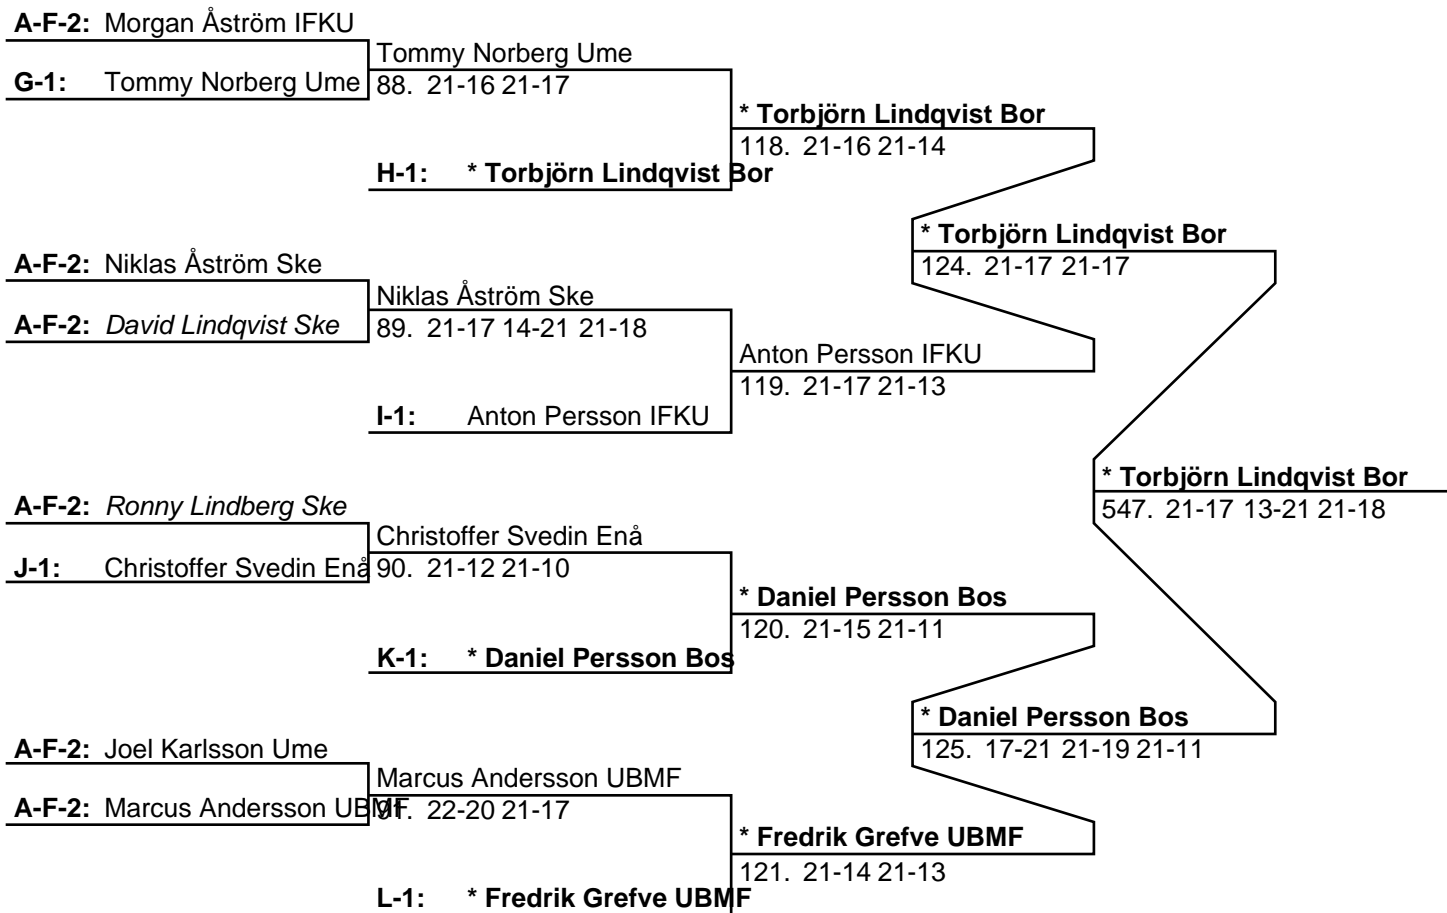 A-F-2: Morgan Åström IFKU
Tommy Norberg Ume
G-1: Tommy Norberg Ume
88. 21-16 21-17
* Torbjörn Lindqvist Bor
118. 21-16 21-14
H-1: * Torbjörn Lindqvist Bor
* Torbjörn Lindqvist Bor
124. 21-17 21-17
A-F-2: Niklas Åström Ske
Niklas Åström Ske
A-F-2: David Lindqvist Ske
89. 21-17 14-21 21-18
Anton Persson IFKU
119. 21-17 21-13
I-1: Anton Persson IFKU
* Torbjörn Lindqvist Bor
547. 21-17 13-21 21-18
A-F-2: Ronny Lindberg Ske
Christoffer Svedin Enå
J-1: Christoffer Svedin Enå
90. 21-12 21-10
* Daniel Persson Bos
120. 21-15 21-11
K-1: * Daniel Persson Bos
* Daniel Persson Bos
125. 17-21 21-19 21-11
A-F-2: Joel Karlsson Ume
Marcus Andersson UBMF
A-F-2: Marcus Andersson UBMF
91. 22-20 21-17
* Fredrik Grefve UBMF
121. 21-14 21-13
L-1: * Fredrik Grefve UBMF